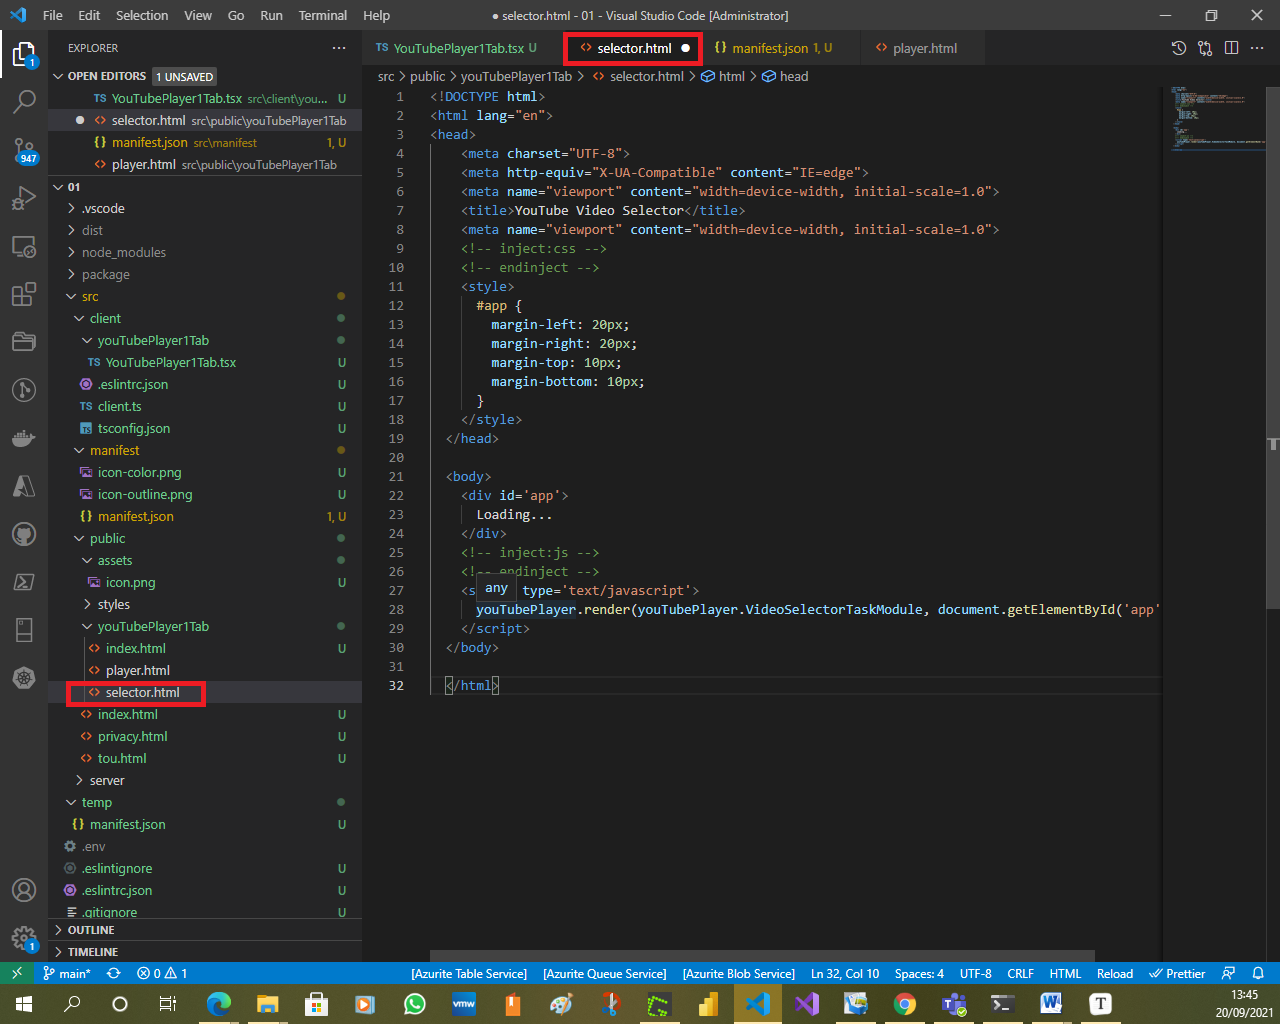 File Edit Selection View Go Run Terminal Help ● selector.html - 01 - Visual Studio Code [Administrator]
EXPLORER
TS YouTubePlayer1Tab.tsx U <> selector.html ● {} manifest.json 1, U <> player.html
OPEN EDITORS 1 UNSAVED
TS YouTubePlayer1Tab.tsx src\client\you... U
● <> selector.html src\public\youTubePlayer1Tab
{} manifest.json src\manifest 1, U
<> player.html src\public\youTubePlayer1Tab
01
.vscode
dist
node_modules
package
src
client
youTubePlayer1Tab
TS YouTubePlayer1Tab.tsx U
.eslintrc.json U
TS client.ts U
tsconfig.json U
manifest
icon-color.png U
icon-outline.png U
{} manifest.json 1, U
public
assets
icon.png U
styles
youTubePlayer1Tab
<> index.html U
<> player.html
<> selector.html
<> index.html U
<> privacy.html U
<> tou.html U
server
temp
{} manifest.json U
.env
.eslintignore U
.eslintrc.json U
.gitignore U
OUTLINE
TIMELINE
1
947
1
src > public > youTubePlayer1Tab > <> selector.html > html > head
1 <!DOCTYPE html>
2 <html lang="en">
3 <head>
4 <meta charset="UTF-8">
5 <meta http-equiv="X-UA-Compatible" content="IE=edge">
6 <meta name="viewport" content="width=device-width, initial-scale=1.0">
7 <title>YouTube Video Selector</title>
8 <meta name="viewport" content="width=device-width, initial-scale=1.0">
9 <!-- inject:css -->
10 <!-- endinject -->
11 <style>
12 #app {
13 margin-left: 20px;
14 margin-right: 20px;
15 margin-top: 10px;
16 margin-bottom: 10px;
17 }
18 </style>
19 </head>
20
21 <body>
22 <div id='app'>
23 Loading...
24 </div>
25 <!-- inject:js -->
26 <!-- endinject -->
27 <s any type='text/javascript'>
28 youTubePlayer.render(youTubePlayer.VideoSelectorTaskModule, document.getElementById('app'
29 </script>
30 </body>
31
32 </html>
main* 0 1 [Azurite Table Service] [Azurite Queue Service] [Azurite Blob Service] Ln 32, Col 10 Spaces: 4 UTF-8 CRLF HTML Reload Prettier
vmw
W
T
13:45
20/09/2021